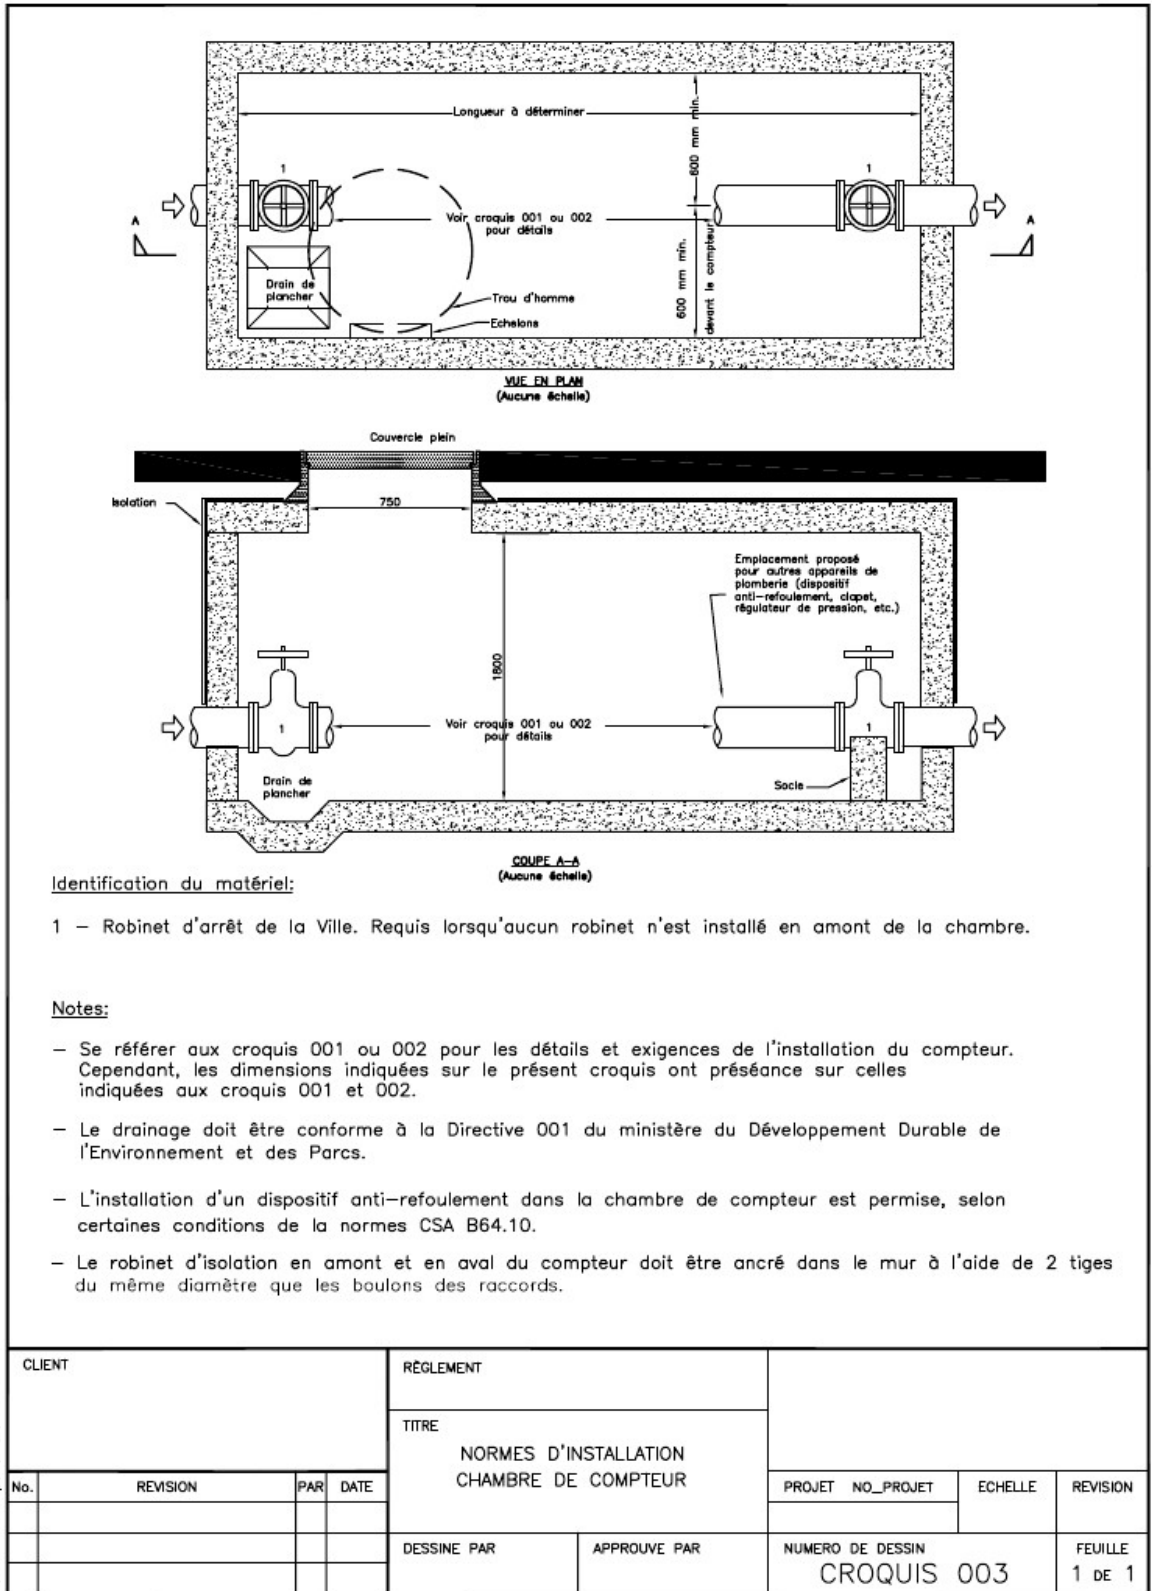 Longueur à déterminer
600 mm min.
1
1
A
A
Voir croquis 001 ou 002
pour détails
600 mm min.
devant le compteur
Drain de
plancher
Trou d'homme
Echelons
VUE EN PLAN
(Aucune échelle)
Couvercle plein
Isolation
750
Emplacement proposé
pour autres appareils de
plomberie (dispositif
anti-refoulement, clapet,
régulateur de pression, etc.)
1800
Voir croquis 001 ou 002
pour détails
1
1
Drain de
plancher
Socle
COUPE A-A
(Aucune échelle)
Identification du matériel:
1 – Robinet d'arrêt de la Ville. Requis lorsqu'aucun robinet n'est installé en amont de la chambre.
Notes:
– Se référer aux croquis 001 ou 002 pour les détails et exigences de l'installation du compteur.
Cependant, les dimensions indiquées sur le présent croquis ont préséance sur celles
indiquées aux croquis 001 et 002.
– Le drainage doit être conforme à la Directive 001 du ministère du Développement Durable de
l'Environnement et des Parcs.
– L'installation d'un dispositif anti-refoulement dans la chambre de compteur est permise, selon
certaines conditions de la normes CSA B64.10.
– Le robinet d'isolation en amont et en aval du compteur doit être ancré dans le mur à l'aide de 2 tiges
du même diamètre que les boulons des raccords.
CLIENT
RÈGLEMENT
TITRE
NORMES D'INSTALLATION
CHAMBRE DE COMPTEUR
No. REVISION PAR DATE
PROJET NO_PROJET ECHELLE REVISION
DESSINE PAR APPROUVE PAR
NUMERO DE DESSIN
CROQUIS 003
FEUILLE
1 DE 1